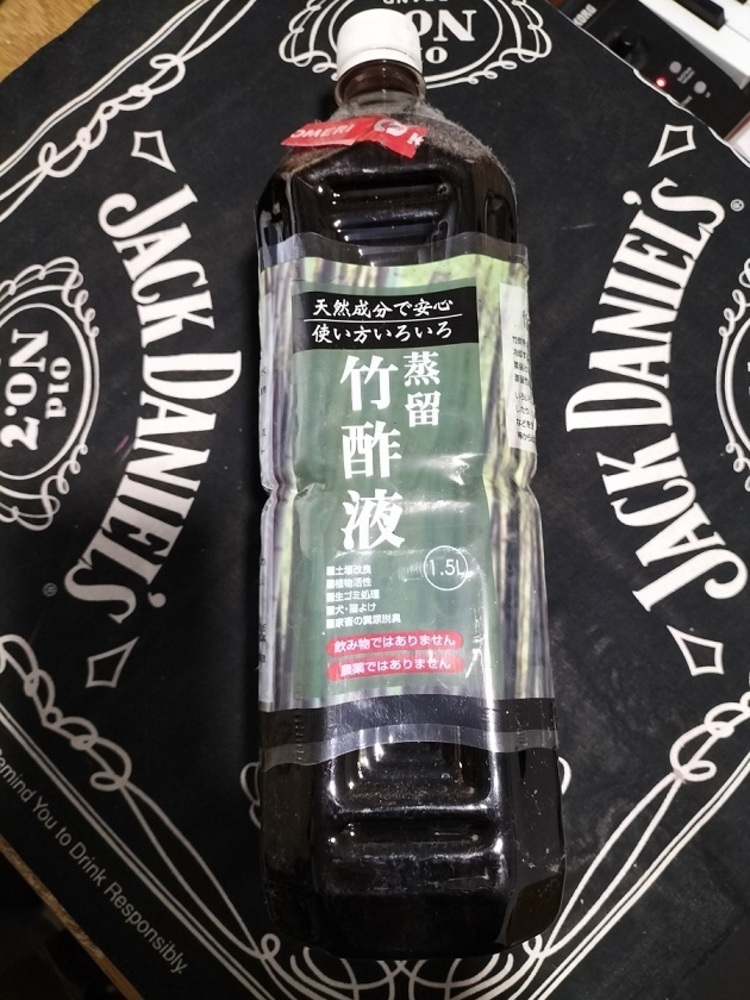 No.7
Old
KORG
KOMERI
K
JACK DANIEL'S
JACK DANIEL'S
Old
No.7
天然成分で安心
使い方いろいろ
蒸留
竹酢液
1.5L
■土壌改良
■植物活性
■生ゴミ処理
■犬・猫よけ
■家畜の糞尿脱臭
飲み物ではありません
農薬ではありません
Remind You to Drink Responsibly.